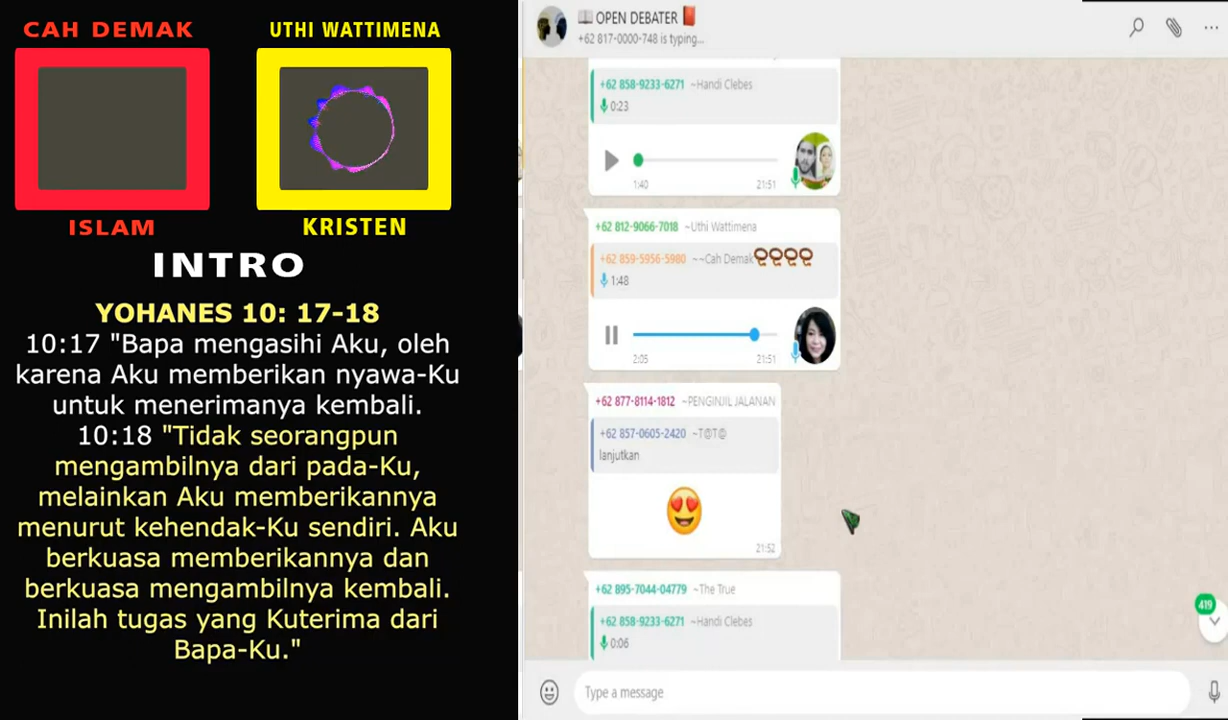 CAH DEMAK
UTHI WATTIMENA
ISLAM
KRISTEN
INTRO
YOHANES 10: 17-18
10:17 "Bapa mengasihi Aku, oleh
karena Aku memberikan nyawa-Ku
untuk menerimanya kembali.
10:18 "Tidak seorangpun
mengambilnya dari pada-Ku,
melainkan Aku memberikannya
menurut kehendak-Ku sendiri. Aku
berkuasa memberikannya dan
berkuasa mengambilnya kembali.
Inilah tugas yang Kuterima dari
Bapa-Ku."
OPEN DEBATER
+62 817-0000-748 is typing...
+62 858-9233-6271 ~Handi Clebes
0:23
1:40 21:51
+62 812-9066-7018 ~Uthi Wattimena
+62 859-5956-5980 ~~Cah Demak
1:48
2:05 21:51
+62 877-8114-1812 ~PENGINJIL JALANAN
+62 857-0605-2420 ~T@T@
lanjutkan
21:52
+62 895-7044-04779 ~The True
+62 858-9233-6271 ~Handi Clebes
0:06
419
Type a message